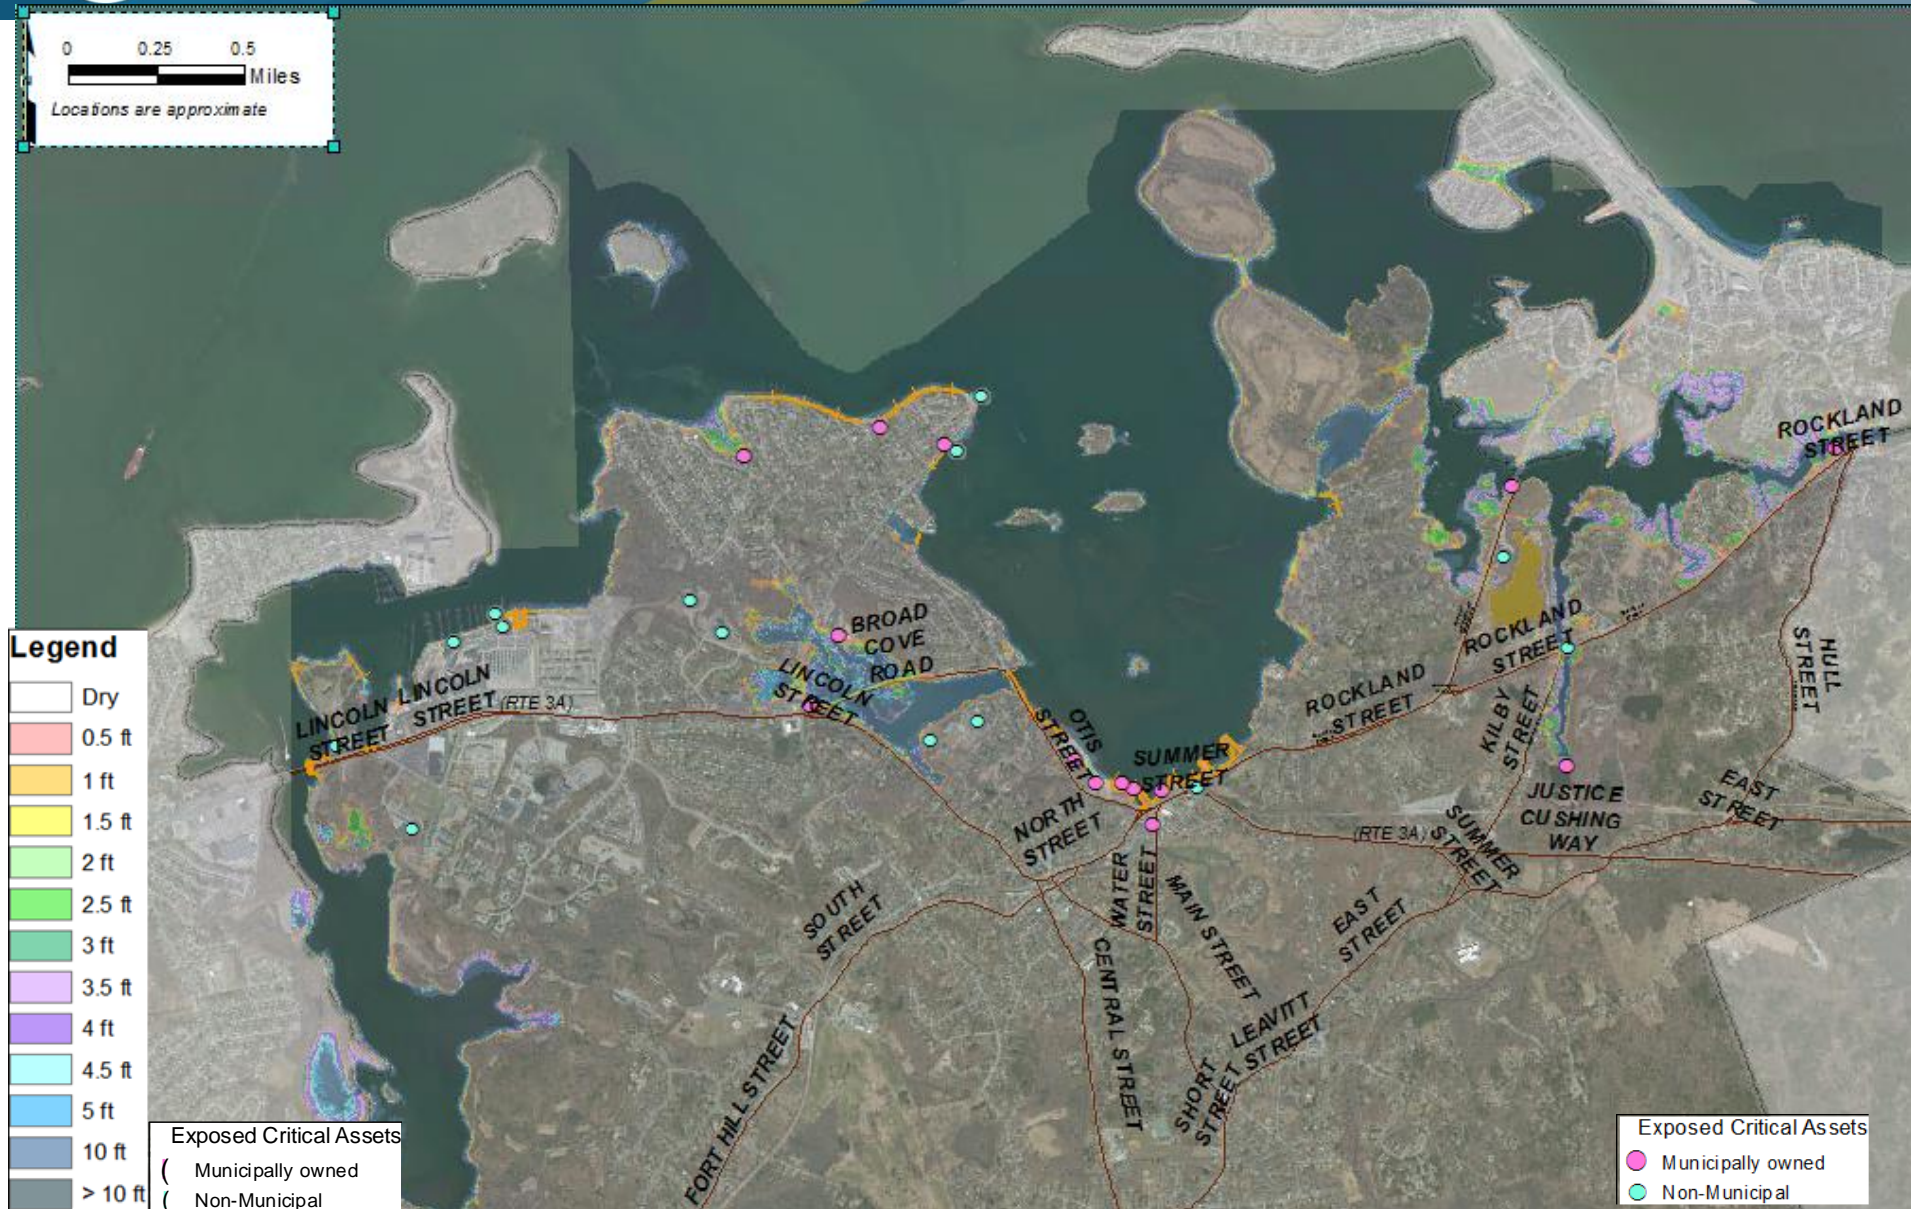 0 0.25 0.5
Miles
Locations are approximate
ROCKLAND
STREET
BROAD
COVE
ROAD
LINCOLN
STREET
LINCOLN
STREET
(RTE 3A)
LINCOLN
STREET
OTIS
STREET
SUMMER
STREET
ROCKLAND
STREET
ROCKLAND
STREET
HULL
STREET
KILBY
STREET
JUSTICE
CUSHING
WAY
EAST
STREET
NORTH
STREET
(RTE 3A)
SUMMER
STREET
WATER
STREET
MAIN STREET
SOUTH
STREET
EAST
STREET
CENTRAL STREET
LEAVITT
STREET
SHORT
STREET
FORT HILL STREET
Legend
Dry
0.5 ft
1 ft
1.5 ft
2 ft
2.5 ft
3 ft
3.5 ft
4 ft
4.5 ft
5 ft
10 ft
> 10 ft
Exposed Critical Assets
( Municipally owned
( Non-Municipal
Exposed Critical Assets
Municipally owned
Non-Municipal